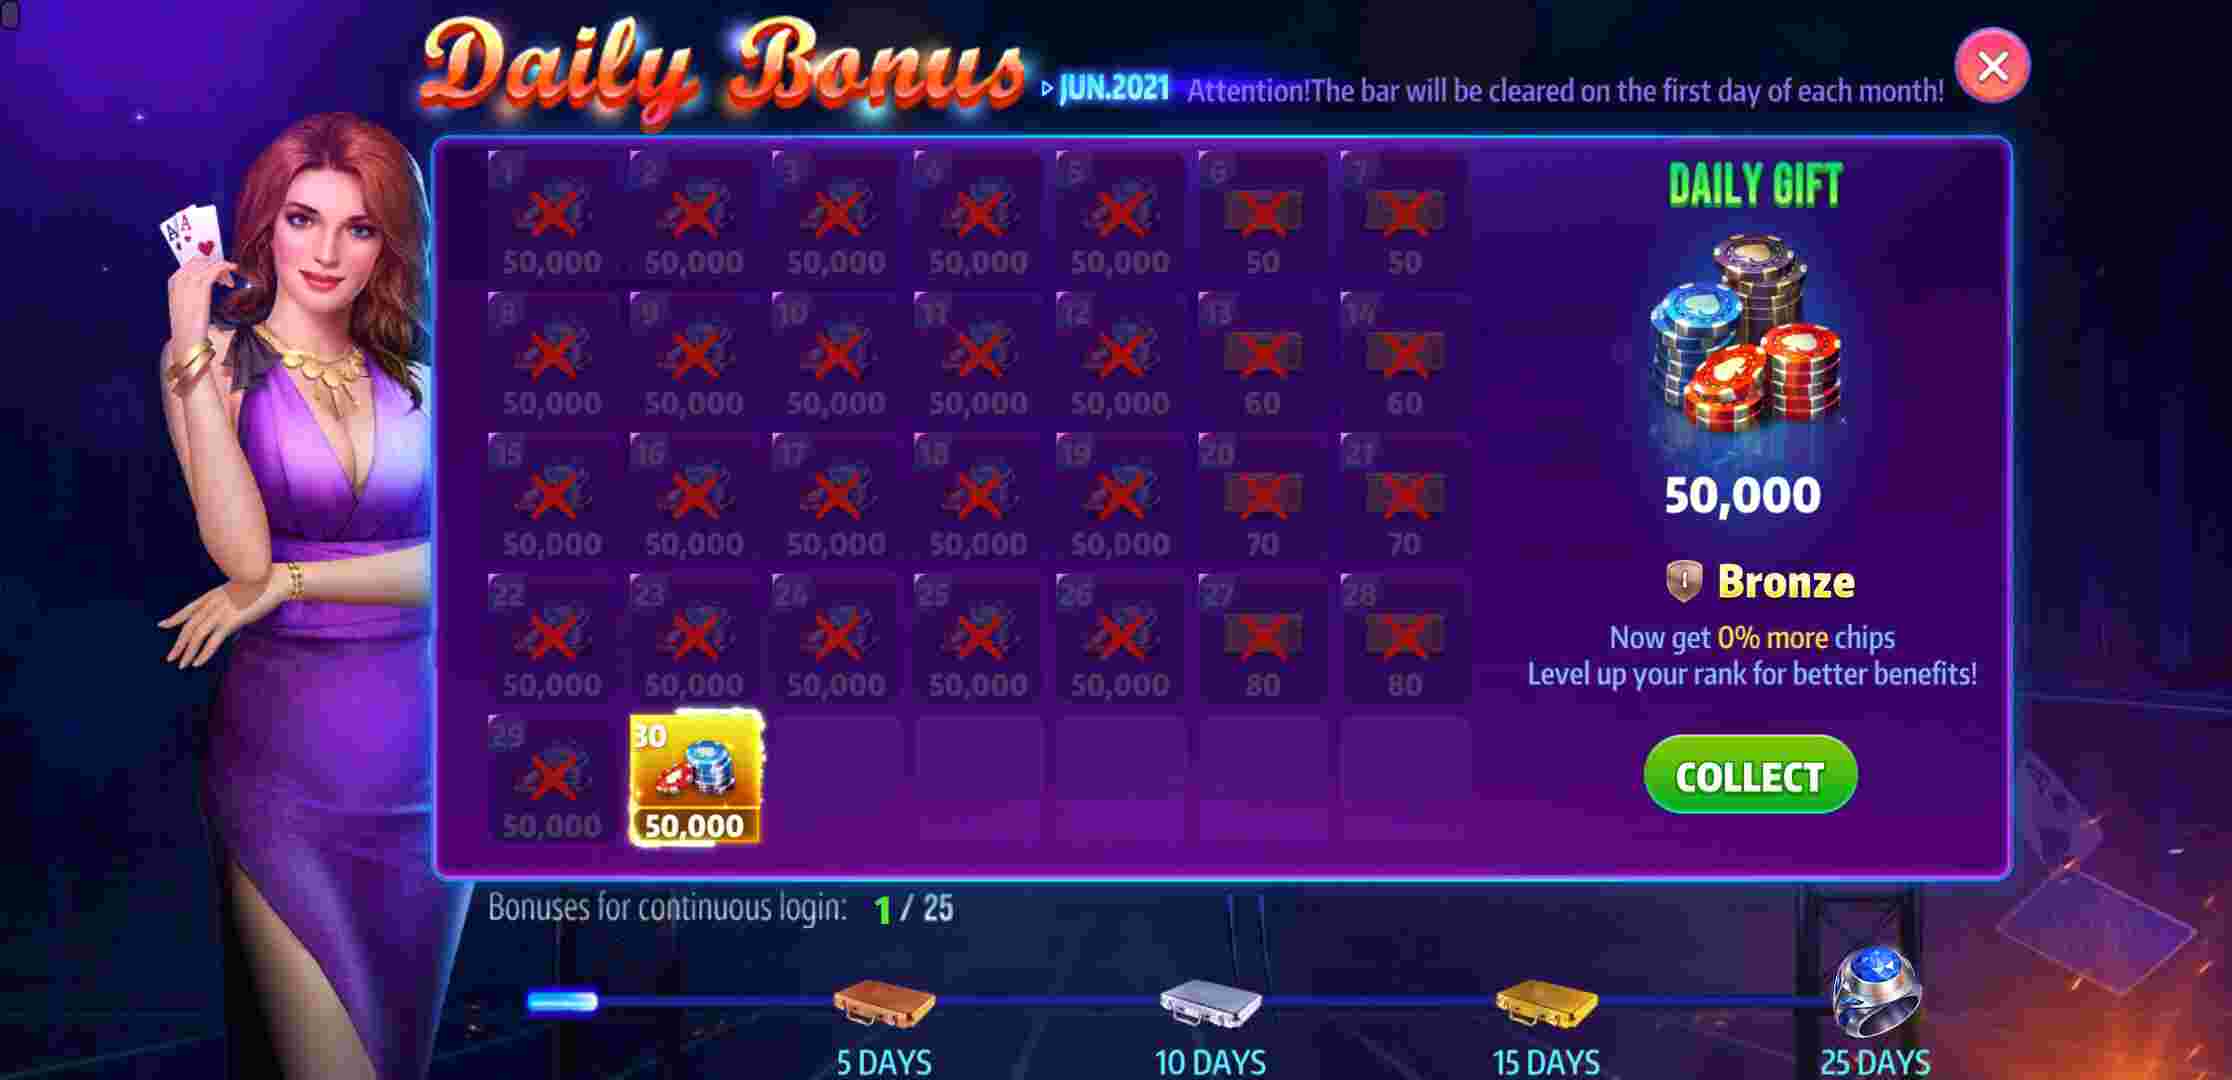 Daily Bonus
JUN.2021
Attention!The bar will be cleared on the first day of each month!
1 2 3 4 5 6 7
50,000 50,000 50,000 50,000 50,000 50 50
8 9 10 11 12 13 14
50,000 50,000 50,000 50,000 50,000 60 60
15 16 17 18 19 20 21
50,000 50,000 50,000 50,000 50,000 70 70
22 23 24 25 26 27 28
50,000 50,000 50,000 50,000 50,000 80 80
29 30
50,000 50,000
DAILY GIFT
50,000
Bronze
Now get 0% more chips
Level up your rank for better benefits!
COLLECT
Bonuses for continuous login: 1 / 25
5 DAYS 10 DAYS 15 DAYS 25 DAYS